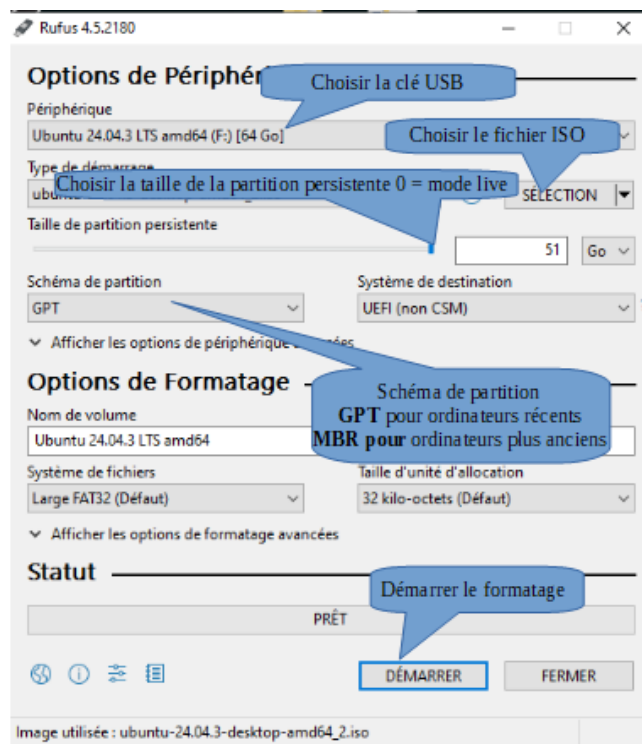 Rufus 4.5.2180
Options de Périphéri
Choisir la clé USB
Périphérique
Ubuntu 24.04.3 LTS amd64 (F:) [64 Go]
Choisir le fichier ISO
Type de démarrage
Choisir la taille de la partition persistente 0 = mode live
SÉLECTION
Taille de partition persistente
51
Go
Schéma de partition
Système de destination
GPT
UEFI (non CSM)
Afficher les options de périphérique
Options de Formatage
Schéma de partition
GPT pour ordinateurs récents
MBR pour ordinateurs plus anciens
Nom de volume
Ubuntu 24.04.3 LTS amd64
Système de fichiers
Taille d'unité d'allocation
Large FAT32 (Défaut)
32 kilo-octets (Défaut)
Afficher les options de formatage avancées
Statut
Démarrer le formatage
PRÊT
DÉMARRER
FERMER
Image utilisée : ubuntu-24.04.3-desktop-amd64_2.iso